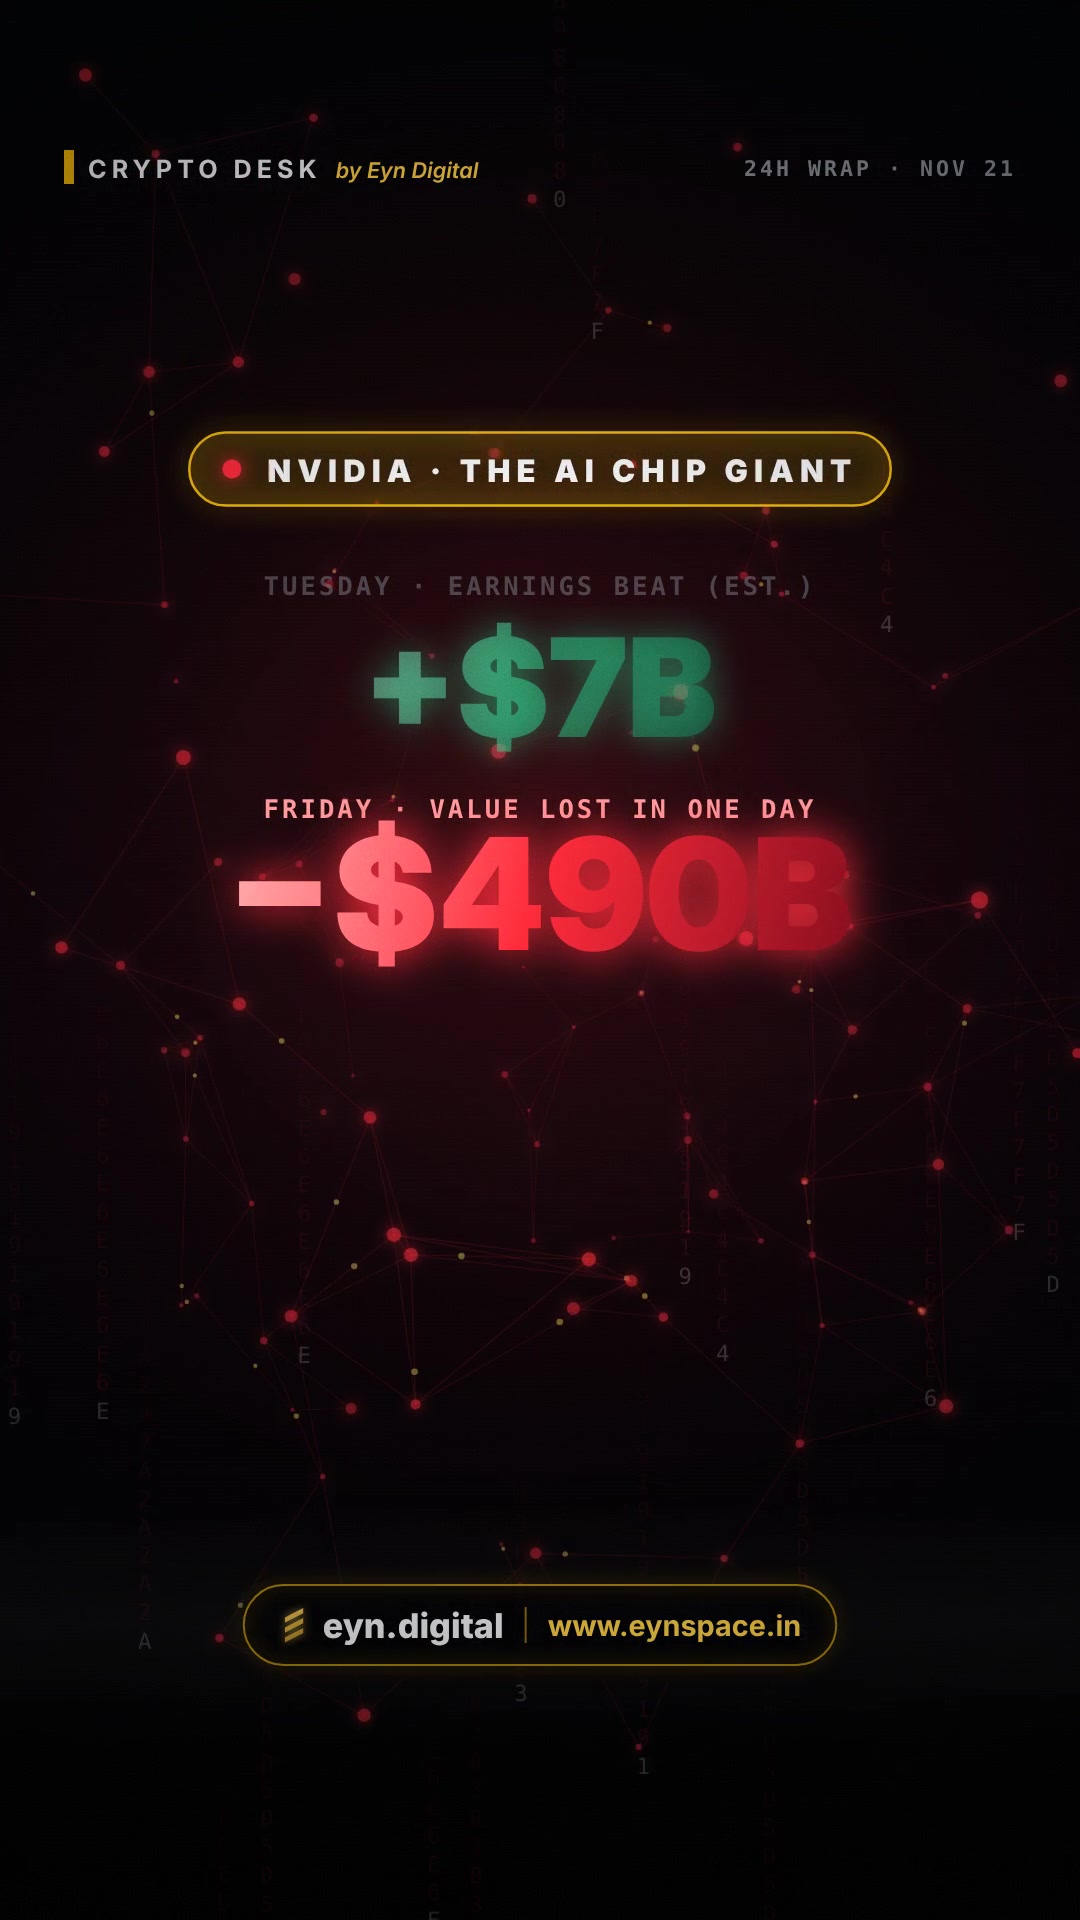 CRYPTO DESK by Eyn Digital
24H WRAP · NOV 21
NVIDIA · THE AI CHIP GIANT
TUESDAY · EARNINGS BEAT (EST.)
+$7B
FRIDAY · VALUE LOST IN ONE DAY
−$490B
eyn.digital | www.eynspace.in